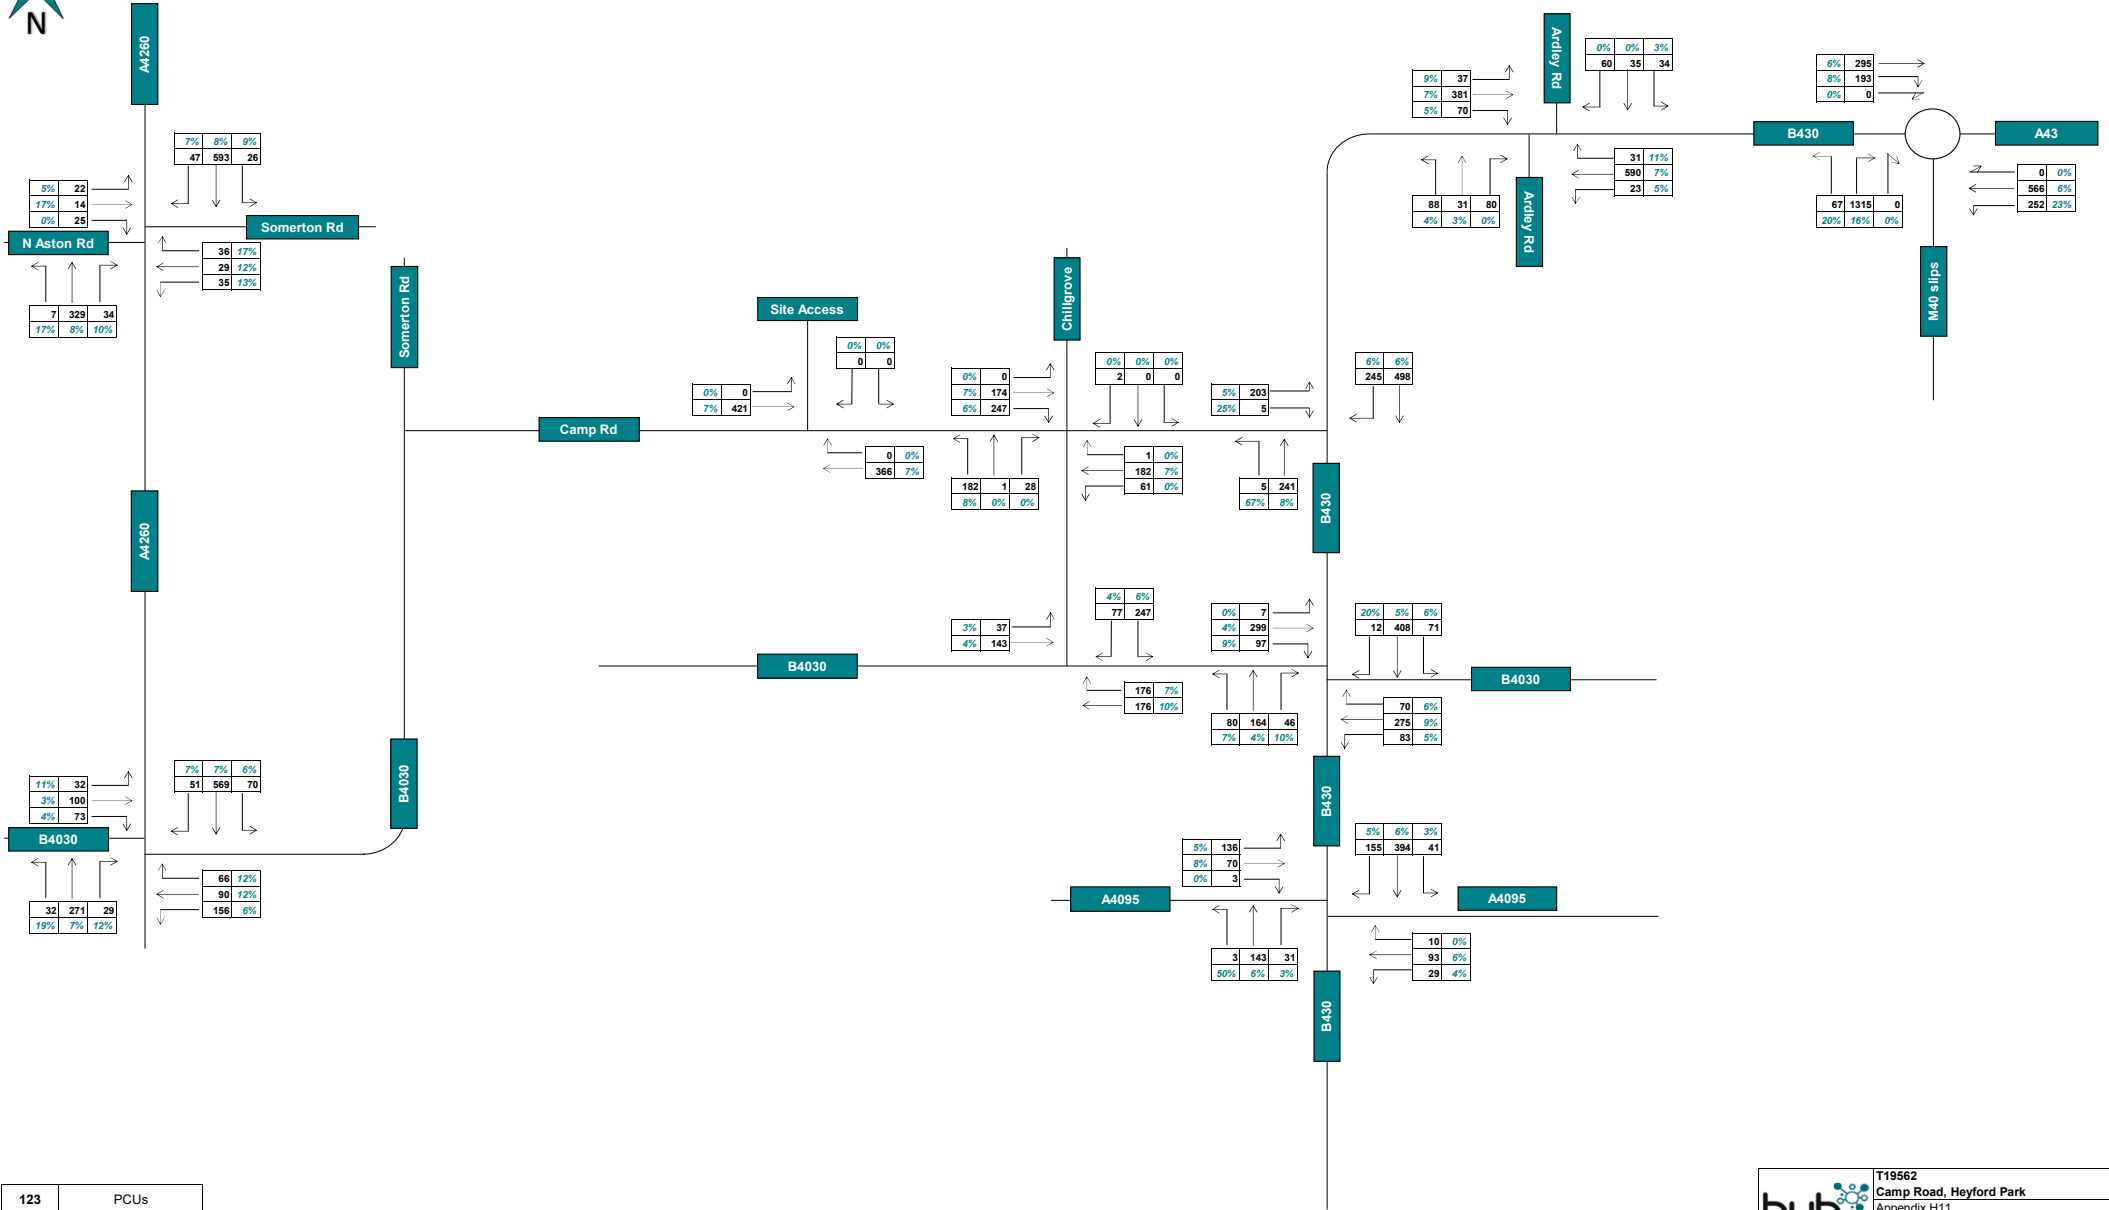 N
A4260
7% 8% 9%
47 593 26
5% 22
17% 14
0% 25
N Aston Rd
Somerton Rd
36 17%
29 12%
35 13%
7 329 34
17% 8% 10%
Somerton Rd
A4260
B4030
7% 7% 6%
51 569 70
11% 32
3% 100
4% 73
B4030
66 12%
90 12%
156 6%
32 271 29
19% 7% 12%
Camp Rd
Site Access
0% 0%
0 0
0% 0
7% 421
0 0%
366 7%
Chillgrove
0% 0
7% 174
6% 247
0% 0% 0%
2 0 0
182 1 28
8% 0% 0%
1 0%
182 7%
61 0%
5% 203
25% 5
6% 6%
245 498
5 241
67% 8%
B430
4% 6%
77 247
3% 37
4% 143
B4030
176 7%
176 10%
0% 7
4% 299
9% 97
20% 5% 6%
12 408 71
B4030
80 164 46
7% 4% 10%
70 6%
275 9%
83 5%
B430
5% 136
8% 70
0% 3
5% 6% 3%
155 394 41
A4095
A4095
3 143 31
50% 6% 3%
10 0%
93 6%
29 4%
B430
Ardley Rd
0% 0% 3%
60 35 34
9% 37
7% 381
5% 70
88 31 80
4% 3% 0%
Ardley Rd
31 11%
590 7%
23 5%
6% 295
8% 193
0% 0
B430
A43
67 1315 0
20% 16% 0%
0 0%
566 6%
252 23%
M40 slips
123 PCUs
hub
T19562
Camp Road, Heyford Park
Appendix H11